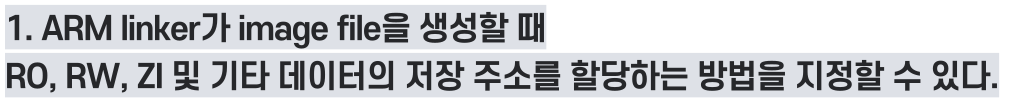 1. ARM linker가 image file을 생성할 때
RO, RW, ZI 및 기타 데이터의 저장 주소를 할당하는 방법을 지정할 수 있다.